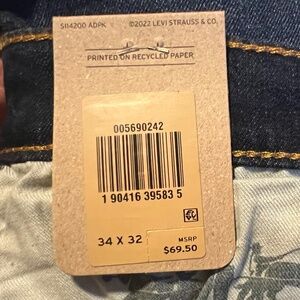 S114200 ADPK ©2022 LEVI STRAUSS & CO.
PRINTED ON RECYCLED PAPER
005690242
1 90416 39583 5
34 X 32
MSRP
$69.50